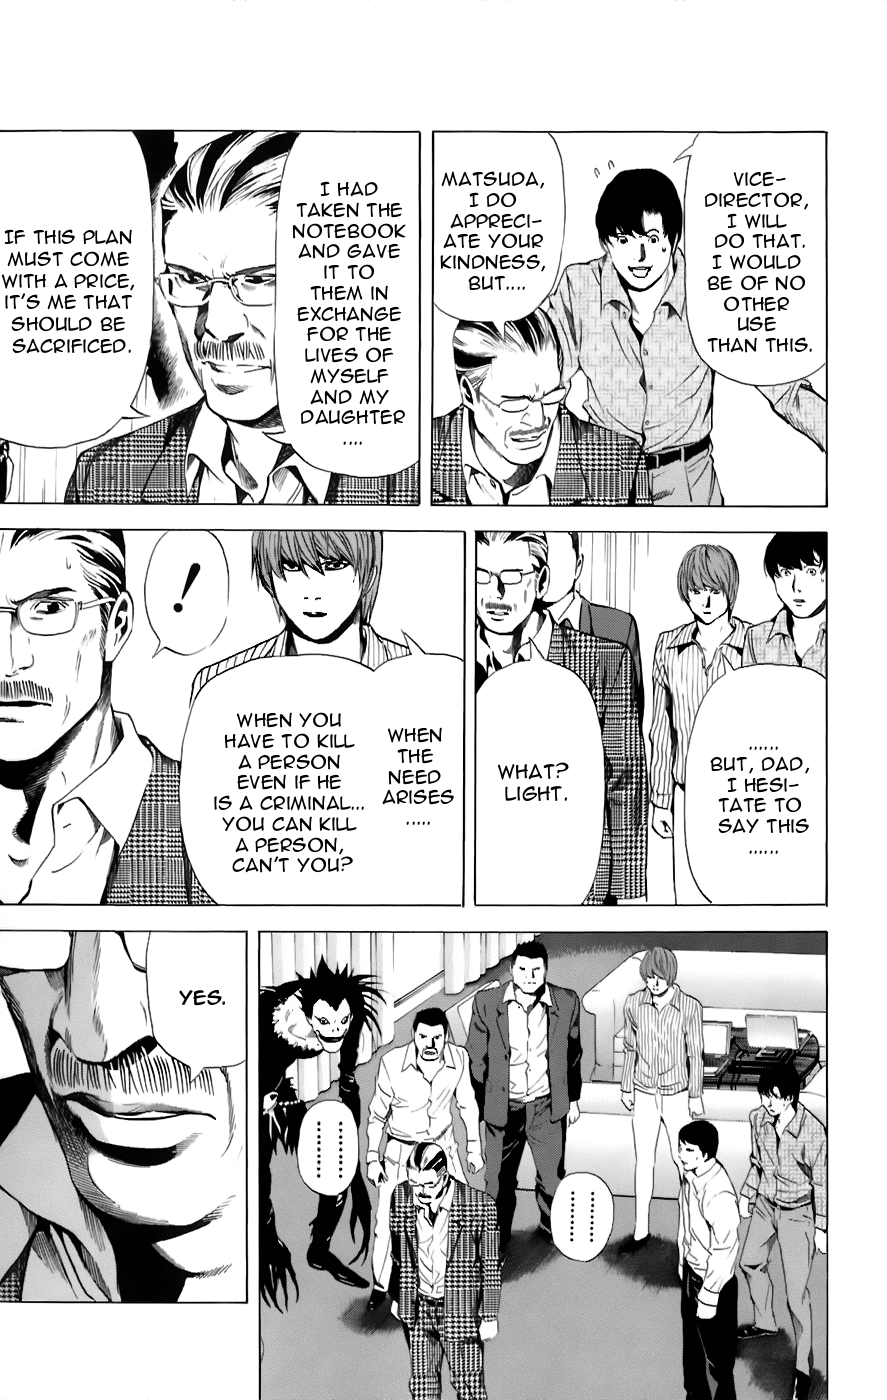 VICE-
DIRECTOR,
I WILL
DO THAT.
I WOULD
BE OF NO
OTHER
USE
THAN THIS.
MATSUDA,
I DO
APPRECI-
ATE YOUR
KINDNESS,
BUT....
I HAD
TAKEN THE
NOTEBOOK
AND GAVE
IT TO
THEM IN
EXCHANGE
FOR THE
LIVES OF
MYSELF
AND MY
DAUGHTER
....
IF THIS PLAN
MUST COME
WITH A PRICE,
IT'S ME THAT
SHOULD BE
SACRIFICED.
......
BUT, DAD,
I HESI-
TATE TO
SAY THIS
......
WHAT?
LIGHT.
WHEN
THE
NEED
ARISES
.....
WHEN YOU
HAVE TO KILL
A PERSON
EVEN IF HE
IS A CRIMINAL...
YOU CAN KILL
A PERSON,
CAN'T YOU?
!
........
........
YES.